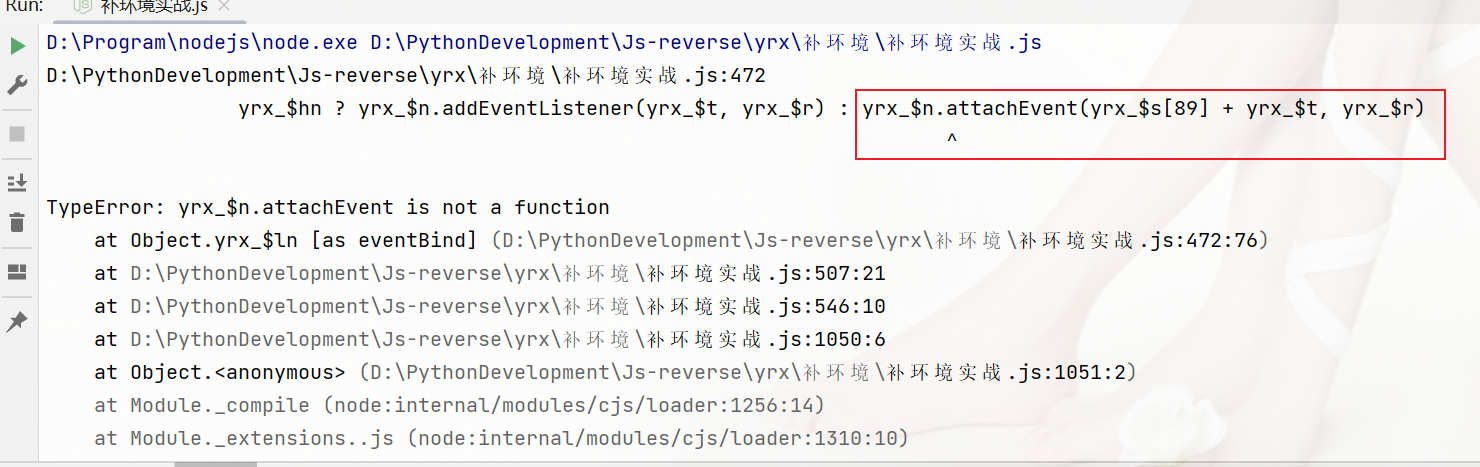 Run: 补环境实战.js ×
D:\Program\nodejs\node.exe D:\PythonDevelopment\Js-reverse\yrx\补环境\补环境实战.js
D:\PythonDevelopment\Js-reverse\yrx\补环境\补环境实战.js:472
yrx_$hn ? yrx_$n.addEventListener(yrx_$t, yrx_$r) : yrx_$n.attachEvent(yrx_$s[89] + yrx_$t, yrx_$r)
^
TypeError: yrx_$n.attachEvent is not a function
at Object.yrx_$ln [as eventBind] (D:\PythonDevelopment\Js-reverse\yrx\补环境\补环境实战.js:472:76)
at D:\PythonDevelopment\Js-reverse\yrx\补环境\补环境实战.js:507:21
at D:\PythonDevelopment\Js-reverse\yrx\补环境\补环境实战.js:546:10
at D:\PythonDevelopment\Js-reverse\yrx\补环境\补环境实战.js:1050:6
at Object.<anonymous> (D:\PythonDevelopment\Js-reverse\yrx\补环境\补环境实战.js:1051:2)
at Module._compile (node:internal/modules/cjs/loader:1256:14)
at Module._extensions..js (node:internal/modules/cjs/loader:1310:10)